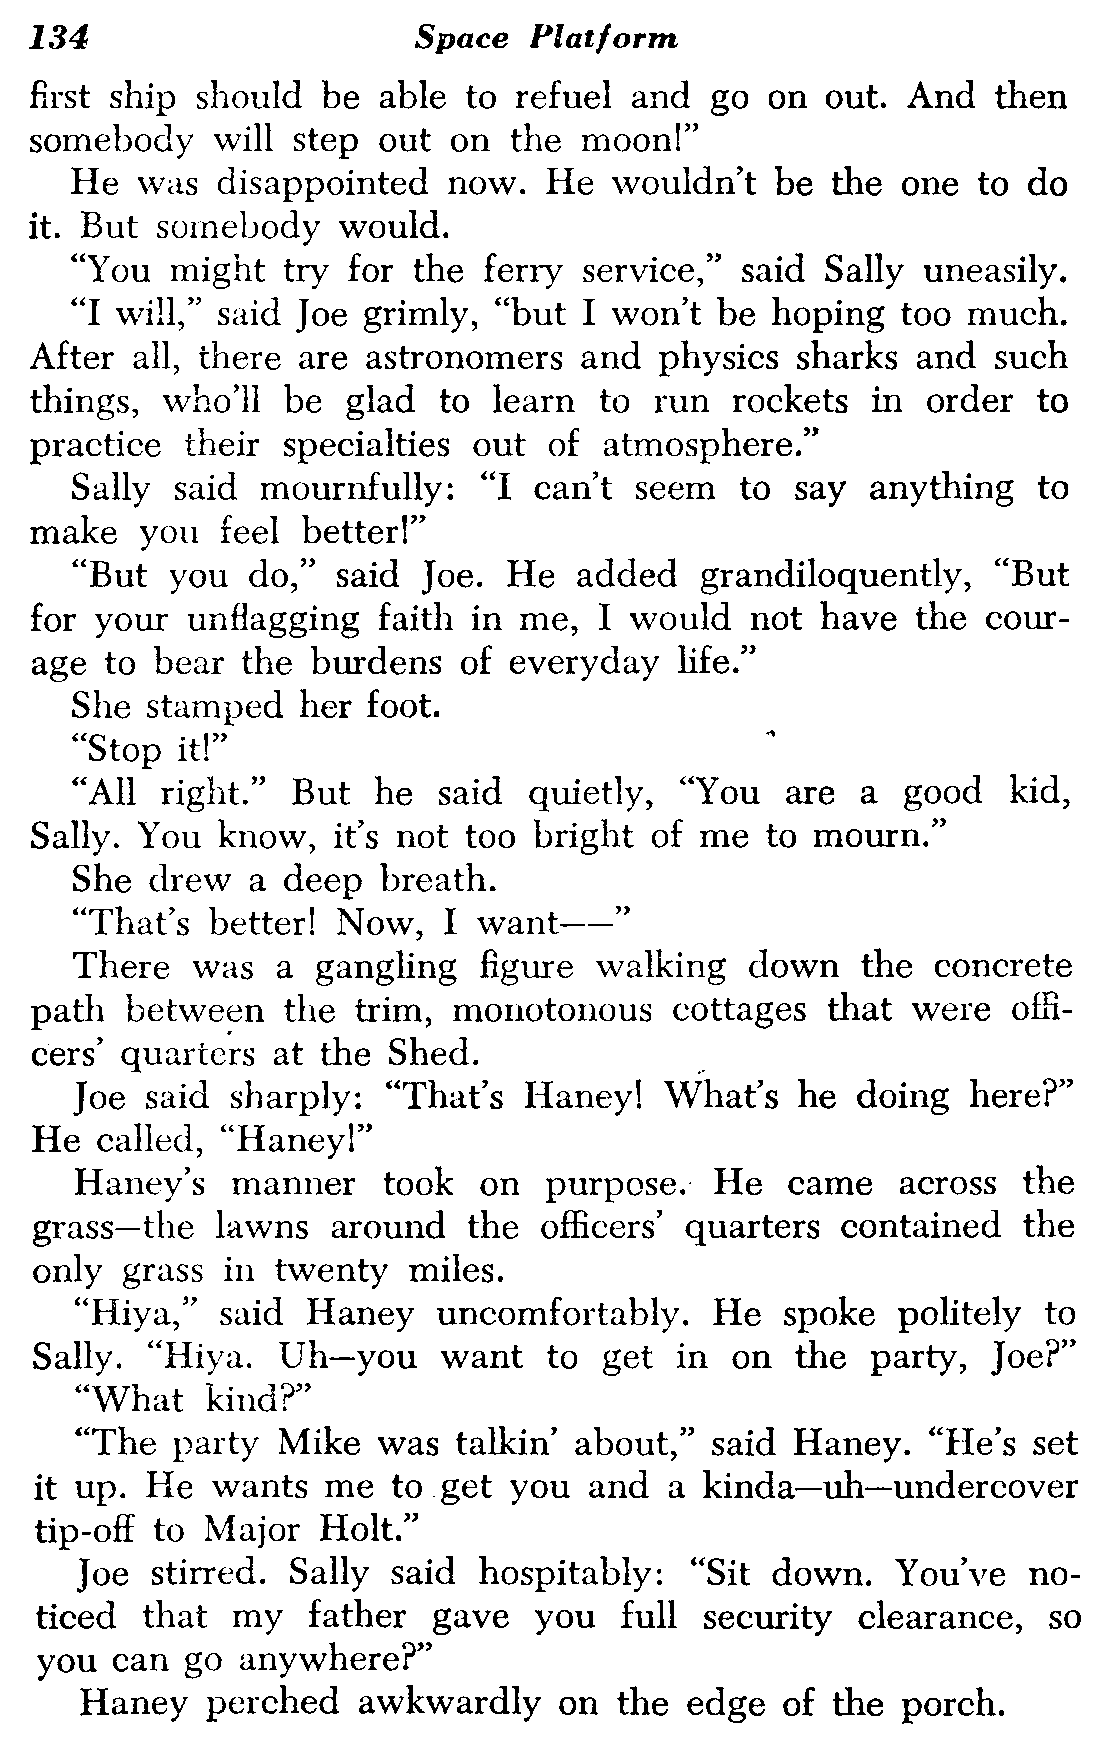 134 Space Platform
first ship should be able to refuel and go on out. And then
somebody will step out on the moon!”
He was disappointed now. He wouldn’t be the one to do
it. But somebody would.
“You might try for the ferry service,” said Sally uneasily.
“I will,” said Joe grimly, “but I won’t be hoping too much.
After all, there are astronomers and physics sharks and such
things, who’ll be glad to learn to run rockets in order to
practice their specialties out of atmosphere.”
Sally said mournfully: “I can’t seem to say anything to
make you feel better!”
“But you do,” said Joe. He added grandiloquently, “But
for your unflagging faith in me, I would not have the cour-
age to bear the burdens of everyday life.”
She stamped her foot.
“Stop it!”
“All right.” But he said quietly, “You are a good kid,
Sally. You know, it’s not too bright of me to mourn.”
She drew a deep breath.
“That’s better! Now, I want——”
There was a gangling figure walking down the concrete
path between the trim, monotonous cottages that were offi-
cers’ quarters at the Shed.
Joe said sharply: “That’s Haney! What’s he doing here?”
He called, “Haney!”
Haney’s manner took on purpose. He came across the
grass—the lawns around the officers’ quarters contained the
only grass in twenty miles.
“Hiya,” said Haney uncomfortably. He spoke politely to
Sally. “Hiya. Uh—you want to get in on the party, Joe?”
“What kind?”
“The party Mike was talkin’ about,” said Haney. “He’s set
it up. He wants me to get you and a kinda—uh—undercover
tip-off to Major Holt.”
Joe stirred. Sally said hospitably: “Sit down. You’ve no-
ticed that my father gave you full security clearance, so
you can go anywhere?”
Haney perched awkwardly on the edge of the porch.